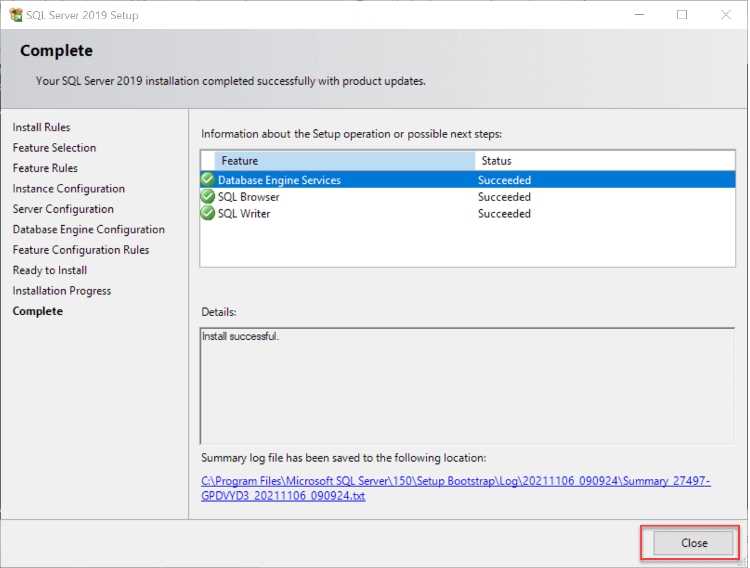 SQL Server 2019 Setup
Complete
Your SQL Server 2019 installation completed successfully with product updates.
Install Rules
Feature Selection
Feature Rules
Instance Configuration
Server Configuration
Database Engine Configuration
Feature Configuration Rules
Ready to Install
Installation Progress
Complete
Information about the Setup operation or possible next steps:
Feature Status
Database Engine Services Succeeded
SQL Browser Succeeded
SQL Writer Succeeded
Details:
Install successful.
Summary log file has been saved to the following location:
C:\Program Files\Microsoft SQL Server\150\Setup Bootstrap\Log\20211106_090924\Summary_27497-
GPDVYD3_20211106_090924.txt
Close